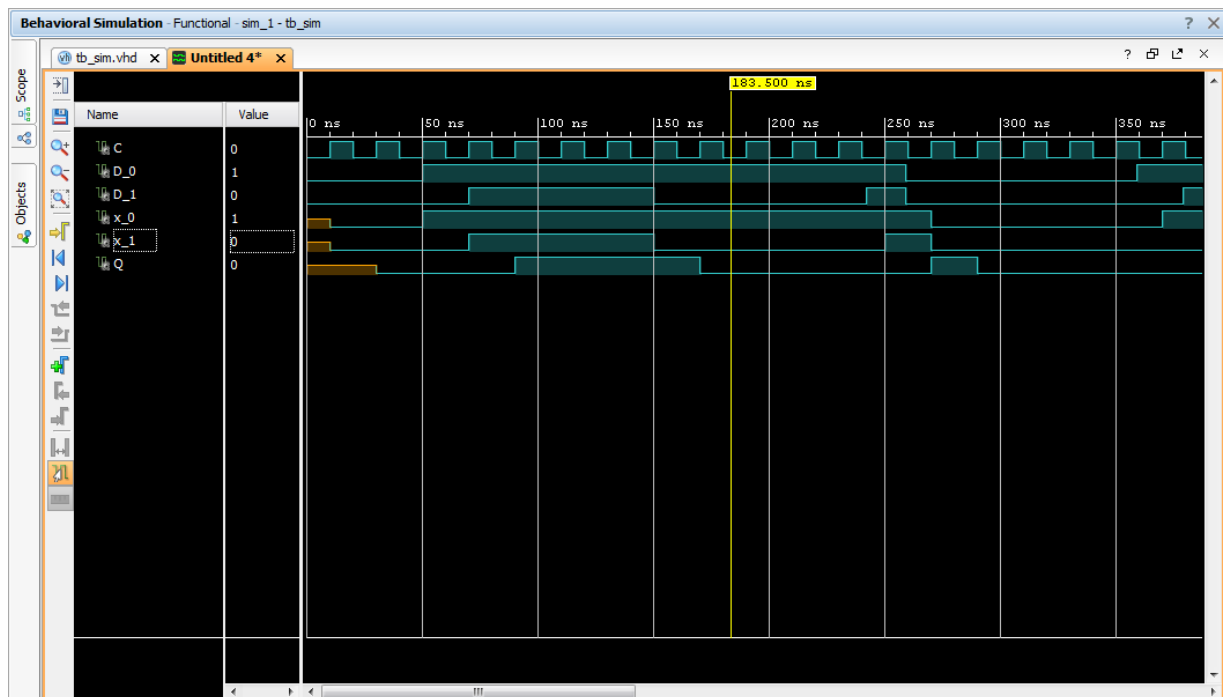 Behavioral Simulation - Functional - sim_1 - tb_sim
? ×
Scope
Objects
tb_sim.vhd ×
Untitled 4* ×
?
×
183.500 ns
Name Value
0 ns 50 ns 100 ns 150 ns 200 ns 250 ns 300 ns 350 ns
C 0
D_0 1
D_1 0
x_0 1
x_1 0
Q 0